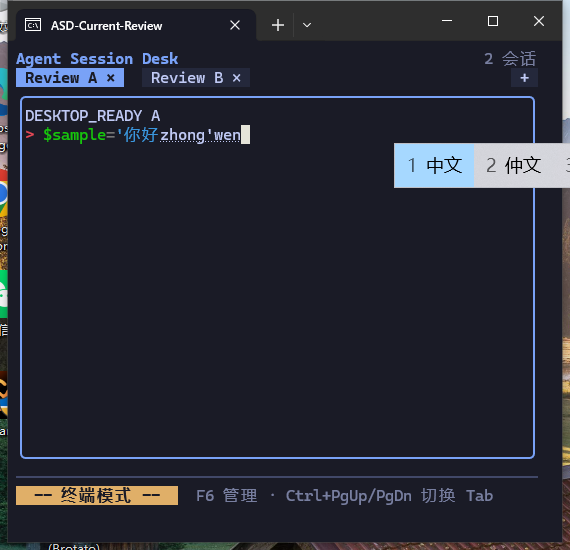 ASD-Current-Review
Agent Session Desk 2 会话
Review A × Review B × +
DESKTOP_READY A
> $sample='你好zhong'wen
1 中文 2 仲文 3
-- 终端模式 -- F6 管理 · Ctrl+PgUp/PgDn 切换 Tab
(Brotato)